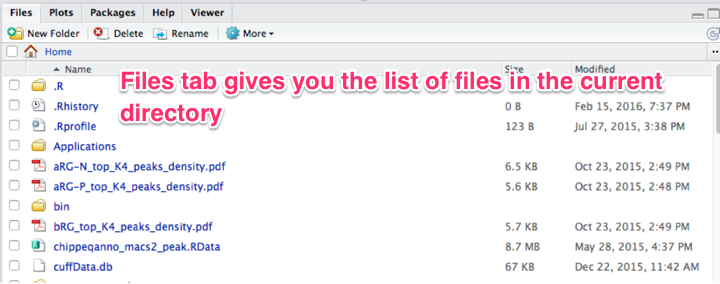 Files Plots Packages Help Viewer
New Folder Delete Rename More
Home ...
Name Size Modified
Files tab gives you the list of files in the current
directory
.R
.Rhistory 0 B Feb 15, 2016, 7:37 PM
.Rprofile 123 B Jul 27, 2015, 3:38 PM
Applications
aRG-N_top_K4_peaks_density.pdf 6.5 KB Oct 23, 2015, 2:49 PM
aRG-P_top_K4_peaks_density.pdf 5.6 KB Oct 23, 2015, 2:48 PM
bin
bRG_top_K4_peaks_density.pdf 5.7 KB Oct 23, 2015, 2:49 PM
chippeqanno_macs2_peak.RData 8.7 MB May 28, 2015, 4:37 PM
cuffData.db 67 KB Dec 22, 2015, 11:42 AM